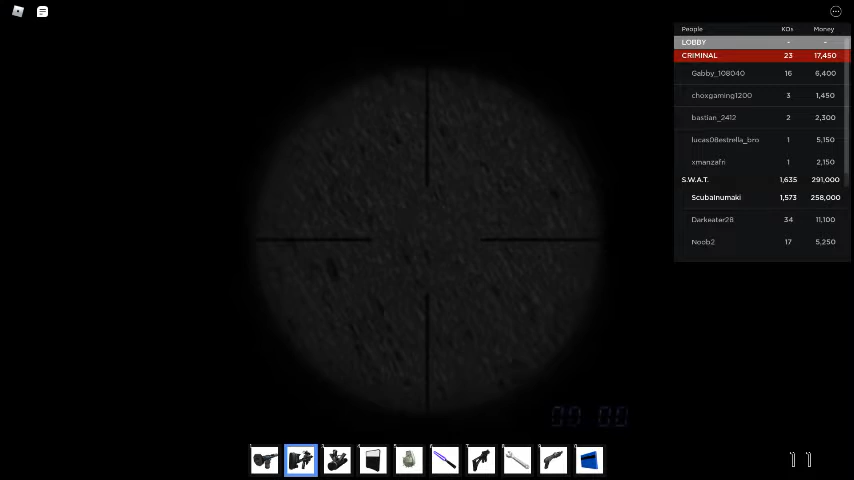 People KOs Money
LOBBY - -
CRIMINAL 23 17,450
Gabby_108040 16 6,400
choxgaming1200 3 1,450
bastian_2412 2 2,300
lucas08estrella_bro 1 5,150
xmanzafri 1 2,150
S.W.A.T. 1,635 291,000
Scubalnumaki 1,573 258,000
Darkeater28 34 11,100
Noob2 17 5,250